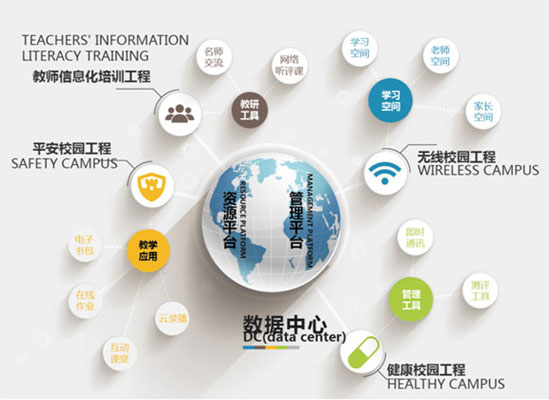 TEACHERS' INFORMATION
LITERACY TRAINING
教师信息化培训工程
名师
交流
网络
听评课
教研
工具
学习
空间
老师
空间
学习
空间
家长
空间
平安校园工程
SAFETY CAMPUS
无线校园工程
WIRELESS CAMPUS
资源平台
RESOURCE PLATFORM
管理平台
MANAGEMENT PLATFORM
电子
书包
教学
应用
在线
作业
云录播
互动
课堂
即时
通讯
管理
工具
测评
工具
数据中心
DC(data center)
健康校园工程
HEALTHY CAMPUS